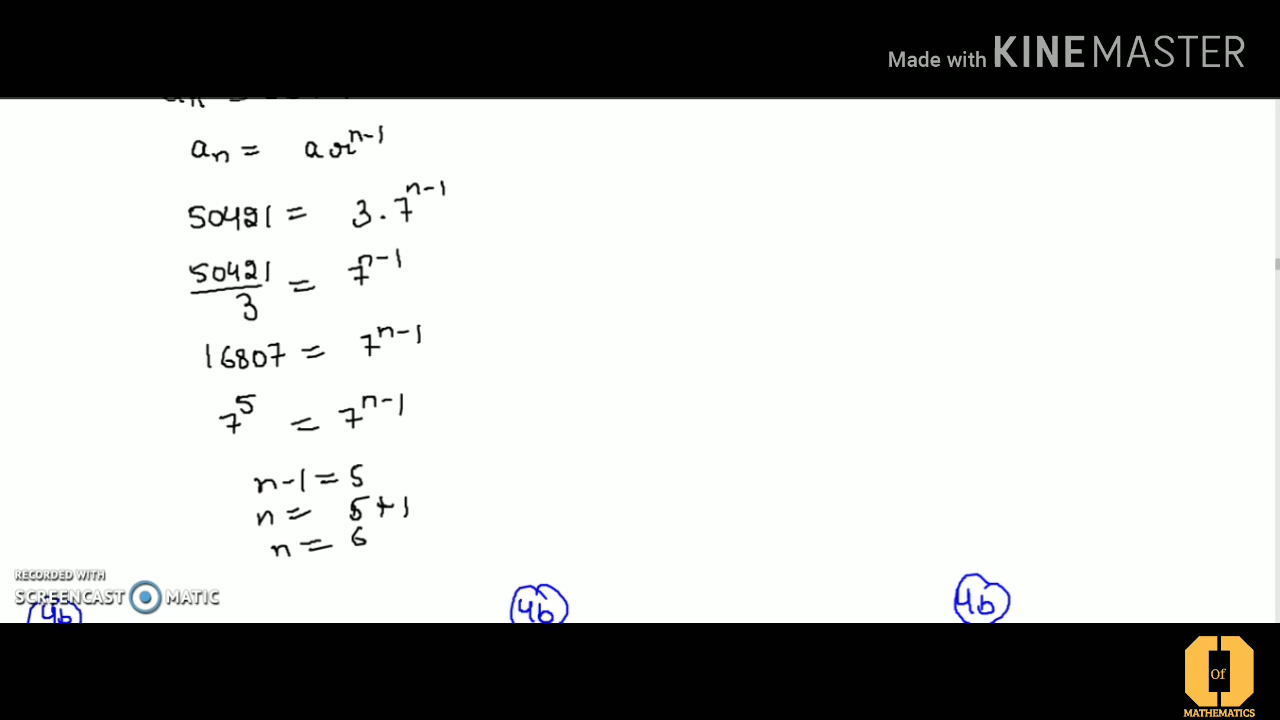 Made with KINEMASTER
aₙ = arⁿ⁻¹
50421 = 3 . 7ⁿ⁻¹
50421/3 = 7ⁿ⁻¹
16807 = 7ⁿ⁻¹
7⁵ = 7ⁿ⁻¹
n-1 = 5
n = 5+1
n = 6
RECORDED WITH
SCREENCAST MATIC
4b 4b 4b
Of
MATHEMATICS